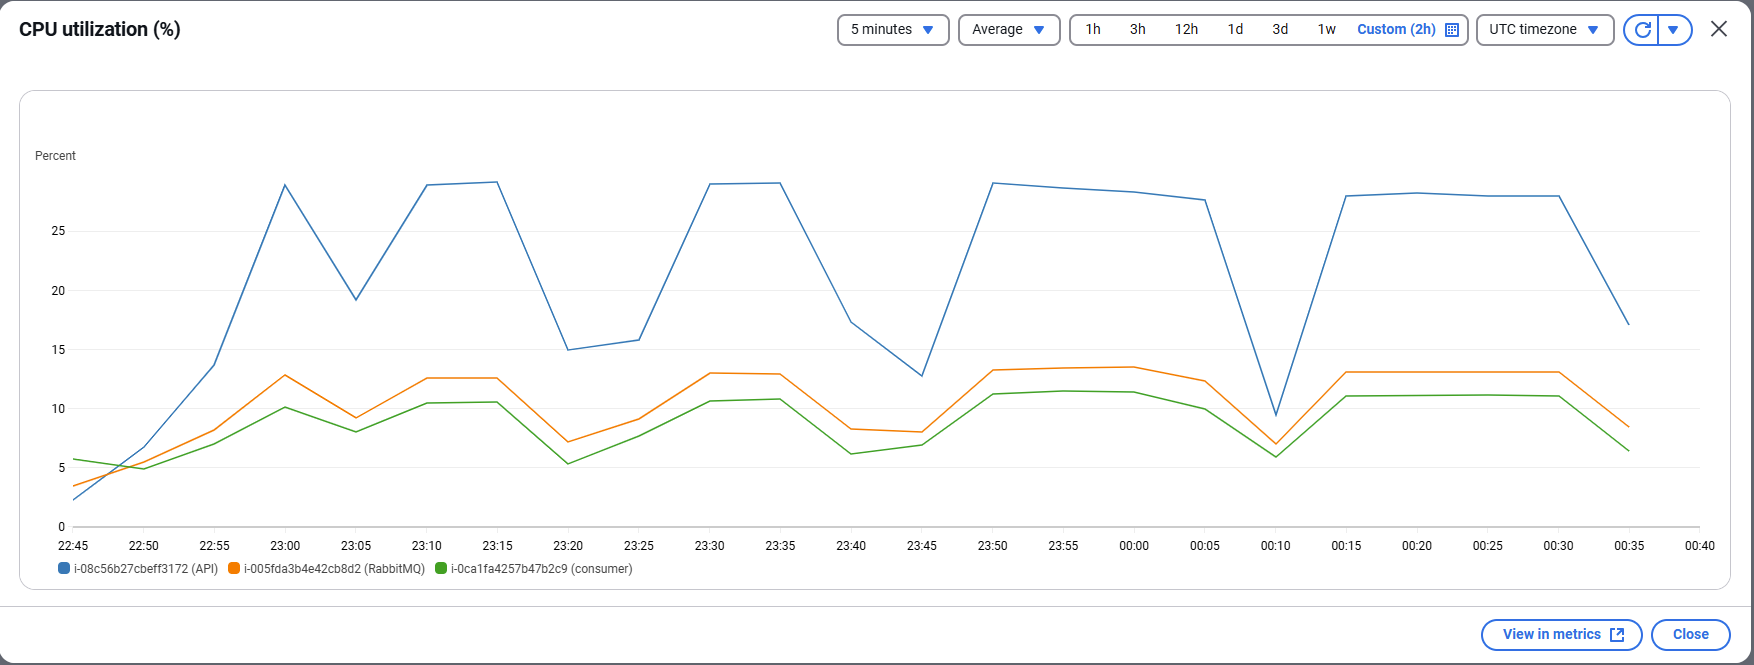 CPU utilization (%)
5 minutes
Average
1h 3h 12h 1d 3d 1w Custom (2h)
UTC timezone
Percent
25
20
15
10
5
0
22:45 22:50 22:55 23:00 23:05 23:10 23:15 23:20 23:25 23:30 23:35 23:40 23:45 23:50 23:55 00:00 00:05 00:10 00:15 00:20 00:25 00:30 00:35 00:40
i-08c56b27cbeff3172 (API) i-005fda3b4e42cb8d2 (RabbitMQ) i-0ca1fa4257b47b2c9 (consumer)
View in metrics
Close